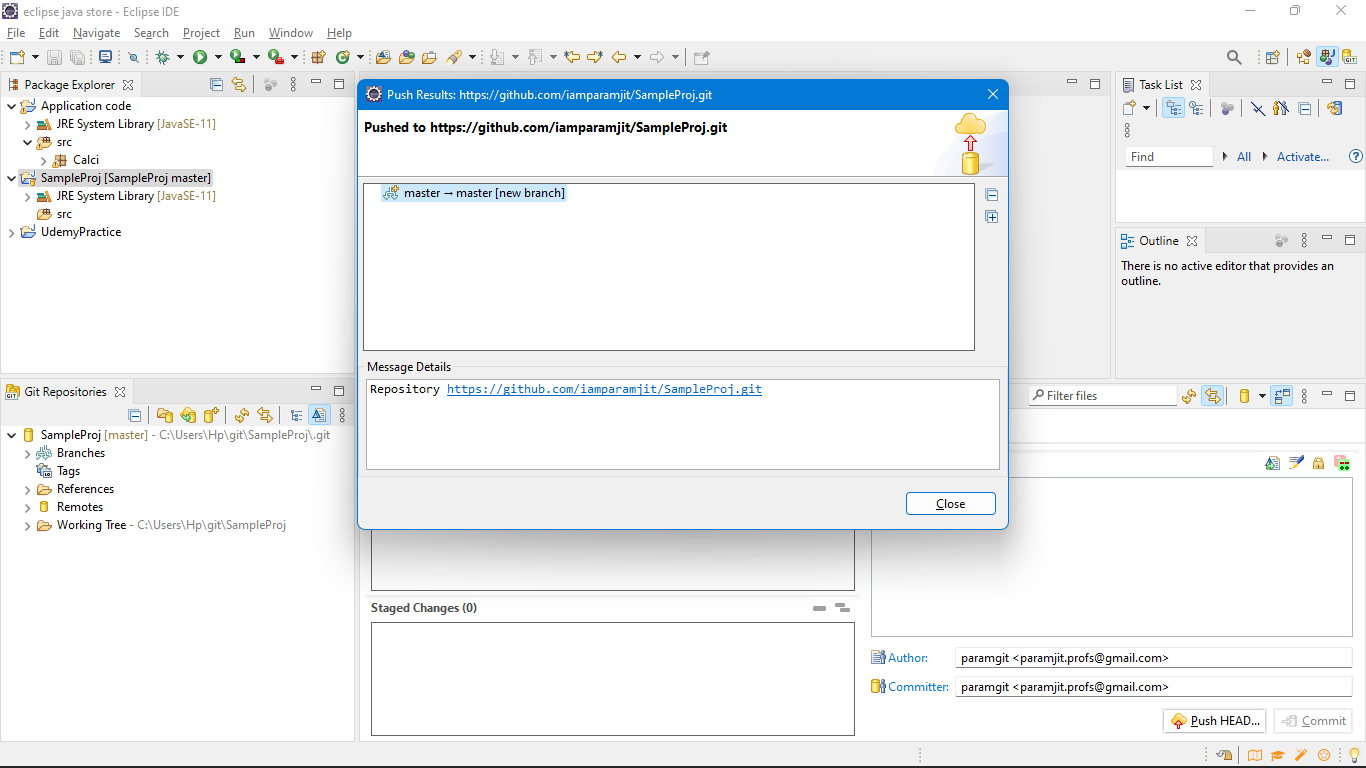 eclipse java store - Eclipse IDE
File Edit Navigate Search Project Run Window Help
Package Explorer
Application code
JRE System Library [JavaSE-11]
src
Calci
SampleProj [SampleProj master]
JRE System Library [JavaSE-11]
src
UdemyPractice
Push Results: https://github.com/iamparamjit/SampleProj.git
Pushed to https://github.com/iamparamjit/SampleProj.git
master → master [new branch]
Message Details
Repository https://github.com/iamparamjit/SampleProj.git
Close
Task List
Find
All
Activate...
Outline
There is no active editor that provides an
outline.
Git Repositories
SampleProj [master] - C:\Users\Hp\git\SampleProj\.git
Branches
Tags
References
Remotes
Working Tree - C:\Users\Hp\git\SampleProj
Filter files
Staged Changes (0)
Author: paramgit <paramjit.profs@gmail.com>
Committer: paramgit <paramjit.profs@gmail.com>
Push HEAD...
Commit